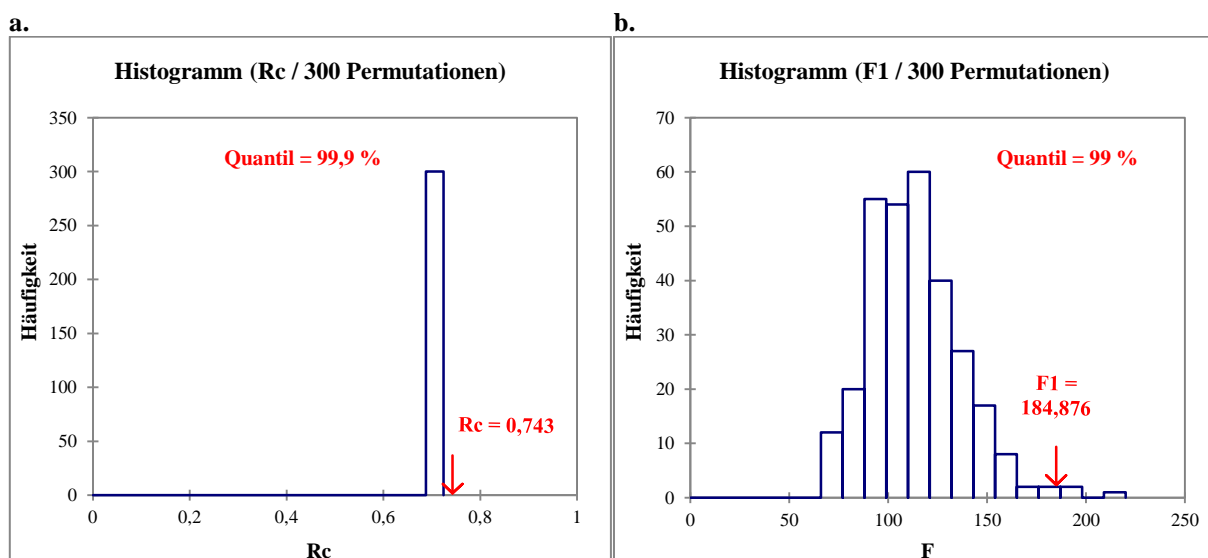 a.
Histogramm (Rc / 300 Permutationen)
350
300
250
200
150
100
50
0
Häufigkeit
Quantil = 99,9 %
Rc = 0,743
0
0,2
0,4
0,6
0,8
1
Rc
b.
Histogramm (F1 / 300 Permutationen)
70
60
50
40
30
20
10
0
Häufigkeit
Quantil = 99 %
F1 =
184,876
0
50
100
150
200
250
F